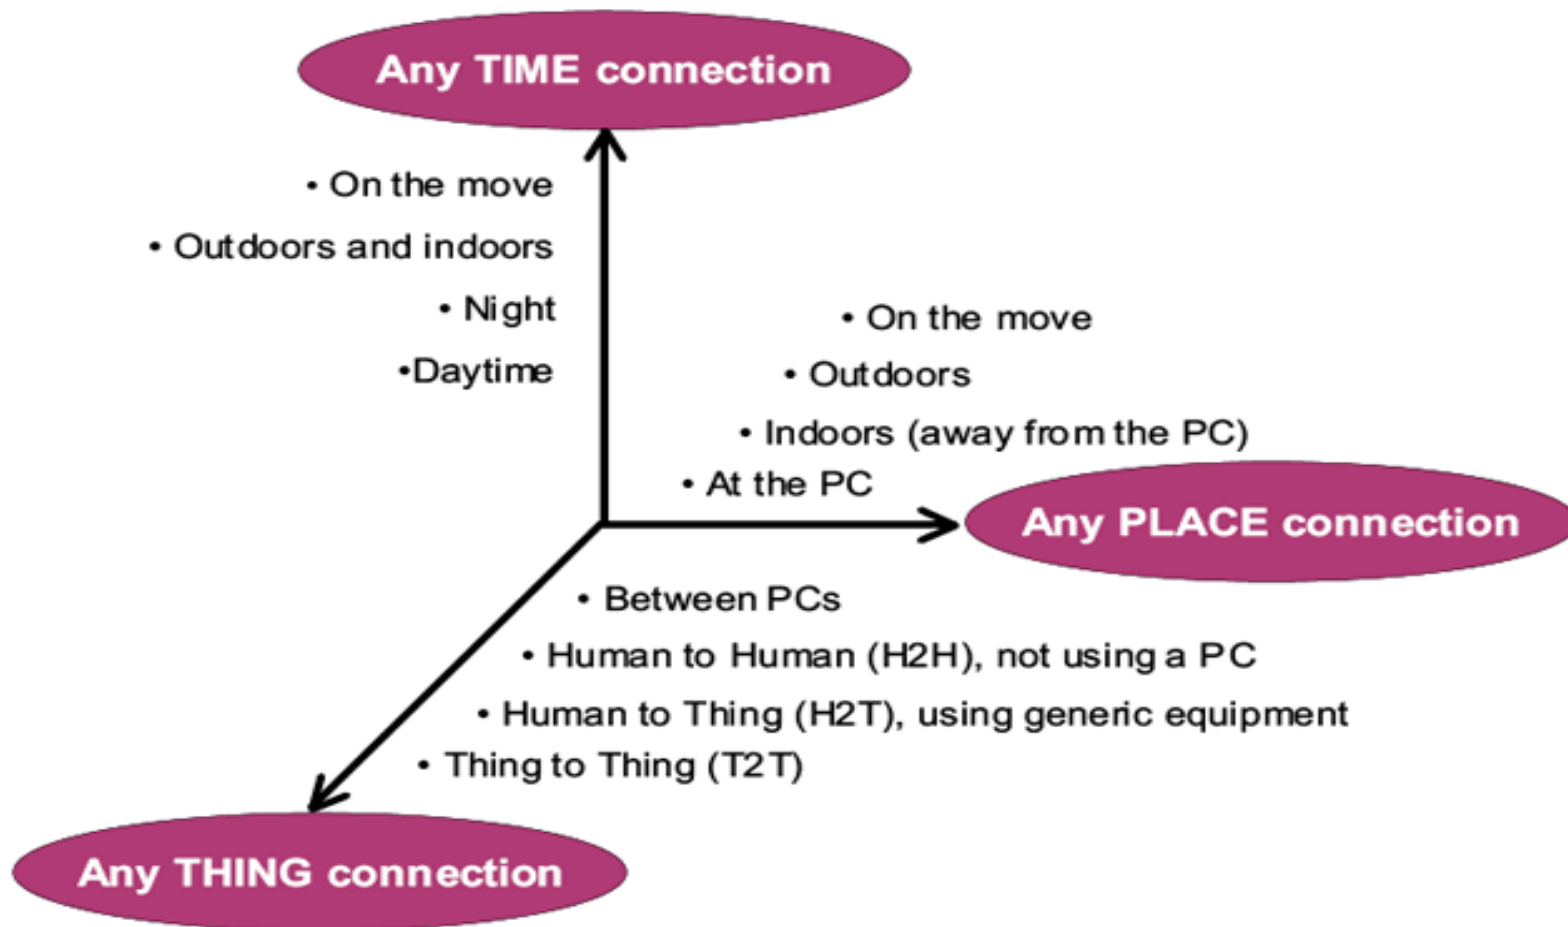 Any TIME connection
• On the move
• Outdoors and indoors
• Night
•Daytime
• On the move
• Outdoors
• Indoors (away from the PC)
• At the PC
Any PLACE connection
• Between PCs
• Human to Human (H2H), not using a PC
• Human to Thing (H2T), using generic equipment
• Thing to Thing (T2T)
Any THING connection